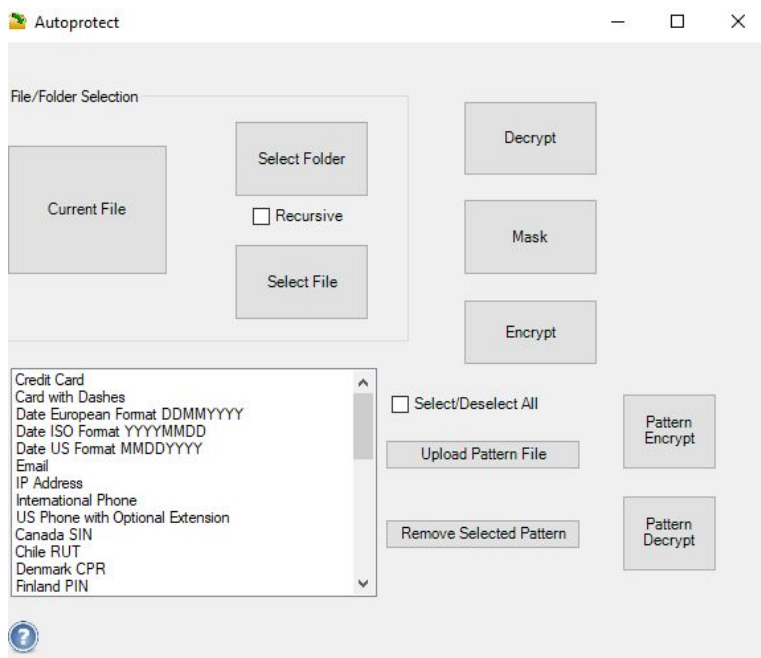 Autoprotect
File/Folder Selection
Current File
Select Folder
Recursive
Select File
Decrypt
Mask
Encrypt
Credit Card
Card with Dashes
Date European Format DDMMYYYY
Date ISO Format YYYYMMDD
Date US Format MMDDYYYY
Email
IP Address
International Phone
US Phone with Optional Extension
Canada SIN
Chile RUT
Denmark CPR
Finland PIN
Select/Deselect All
Upload Pattern File
Remove Selected Pattern
Pattern
Encrypt
Pattern
Decrypt
?